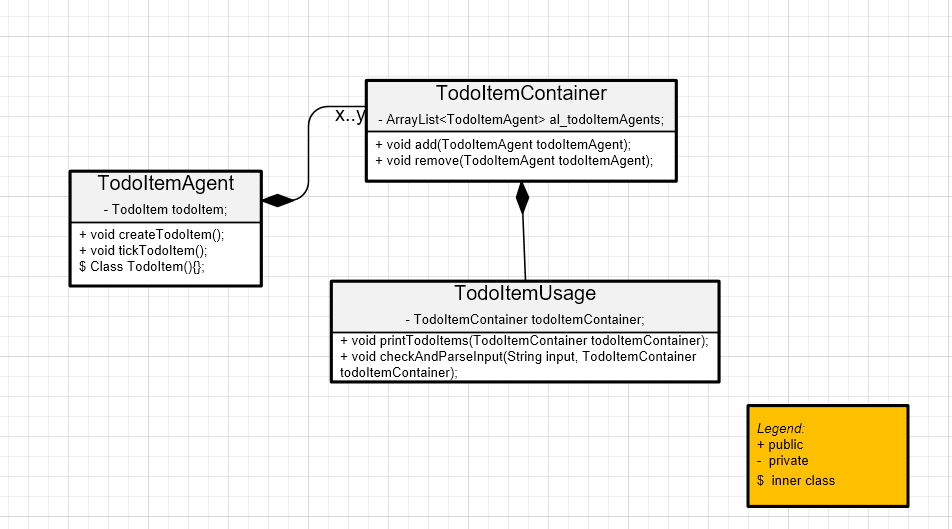 TodoItemContainer
- ArrayList<TodoItemAgent> al_todoItemAgents;
+ void add(TodoItemAgent todoItemAgent);
+ void remove(TodoItemAgent todoItemAgent);
x..y
TodoItemAgent
- TodoItem todoItem;
+ void createTodoItem();
+ void tickTodoItem();
$ Class TodoItem(){};
TodoItemUsage
- TodoItemContainer todoItemContainer;
+ void printTodoItems(TodoItemContainer todoItemContainer);
+ void checkAndParseInput(String input, TodoItemContainer
todoItemContainer);
Legend:
+ public
- private
$ inner class